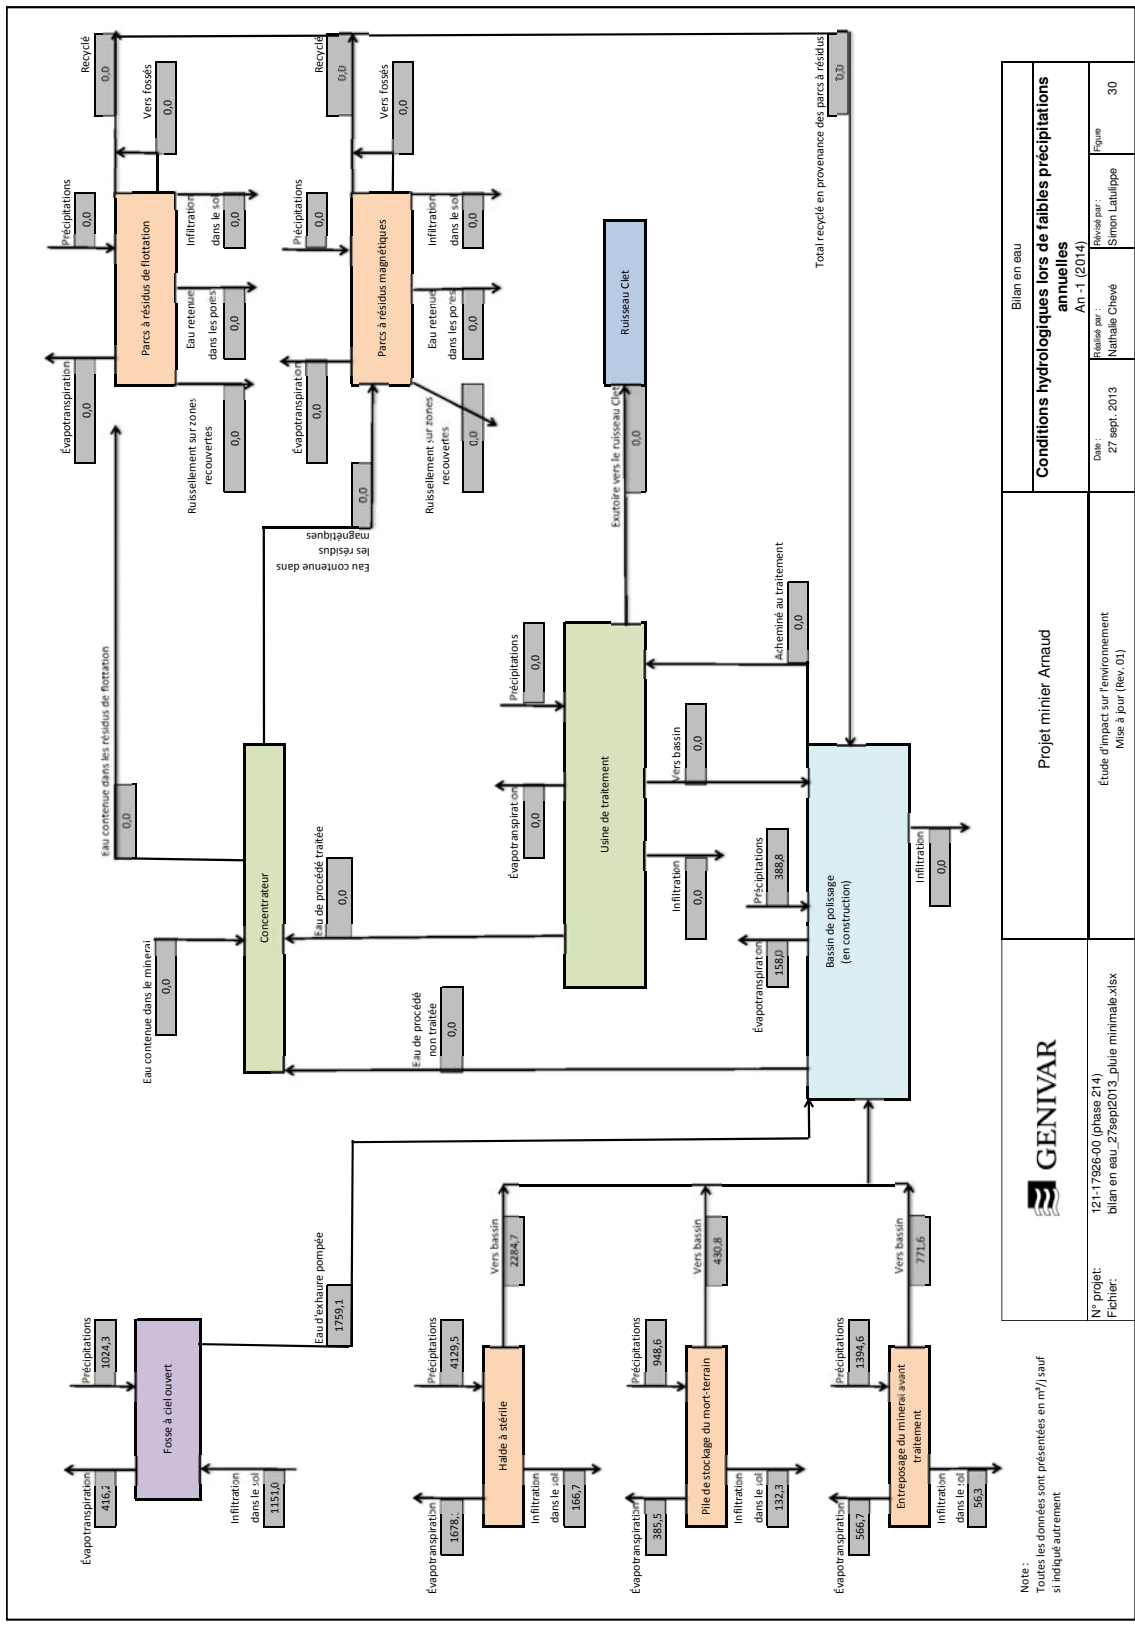 Évapotranspiration
416,2
Précipitations
1024,3
Fosse à ciel ouvert
Infiltration
dans le sol
1151,0
Eau d'exhaure pompée
1759,1
Évapotranspiration
Précipitations
4129,5
Halde à stérile
Infiltration
dans le sol
166,7
Vers bassin
2284,7
Évapotranspiration
385,5
Précipitations
948,6
Pile de stockage du mort-terrain
Infiltration
dans le sol
132,3
Vers bassin
430,8
Évapotranspiration
566,7
Précipitations
1394,6
Entreposage du minerai avant
traitement
Infiltration
dans le sol
56,3
Vers bassin
771,6
Eau contenue dans le minerai
0,0
Concentrateur
Eau contenue dans les résidus de flottation
0,0
Eau de procédé traitée
0,0
Eau de procédé
non traitée
0,0
Eau contenue dans
les résidus
magnétiques
0,0
Évapotranspiration
0,0
Précipitations
0,0
Usine de traitement
Infiltration
0,0
Vers bassin
0,0
Acheminé au traitement
0,0
Évapotranspiration
158,0
Précipitations
388,8
Bassin de polissage
(en construction)
Infiltration
0,0
Exutoire vers le ruisseau Clet
0,0
Ruisseau Clet
Évapotranspiration
0,0
Précipitations
0,0
Parcs à résidus de flottation
Ruissellement sur zones
recouvertes
0,0
Eau retenue
dans les pores
0,0
Infiltration
dans le sol
0,0
Vers fossés
0,0
Recyclé
0,0
Évapotranspiration
0,0
Précipitations
0,0
Parcs à résidus magnétiques
Ruissellement sur zones
recouvertes
0,0
Eau retenue
dans les pores
0,0
Infiltration
dans le sol
0,0
Vers fossés
0,0
Recyclé
0,0
Total recyclé en provenance des parcs à résidus
0,0
Note :
Toutes les données sont présentées en m³/j sauf
si indiqué autrement
GENIVAR
N° projet: 121-17926-00 (phase 214)
Fichier: bilan en eau_27sept2013_pluie minimale.xlsx
Projet minier Arnaud
Étude d'impact sur l'environnement
Mise à jour (Rev. 01)
Bilan en eau
Conditions hydrologiques lors de faibles précipitations
annuelles
An -1 (2014)
Date :
27 sept. 2013
Réalisé par :
Nathalie Chevé
Révisé par :
Simon Latulippe
Figure
30